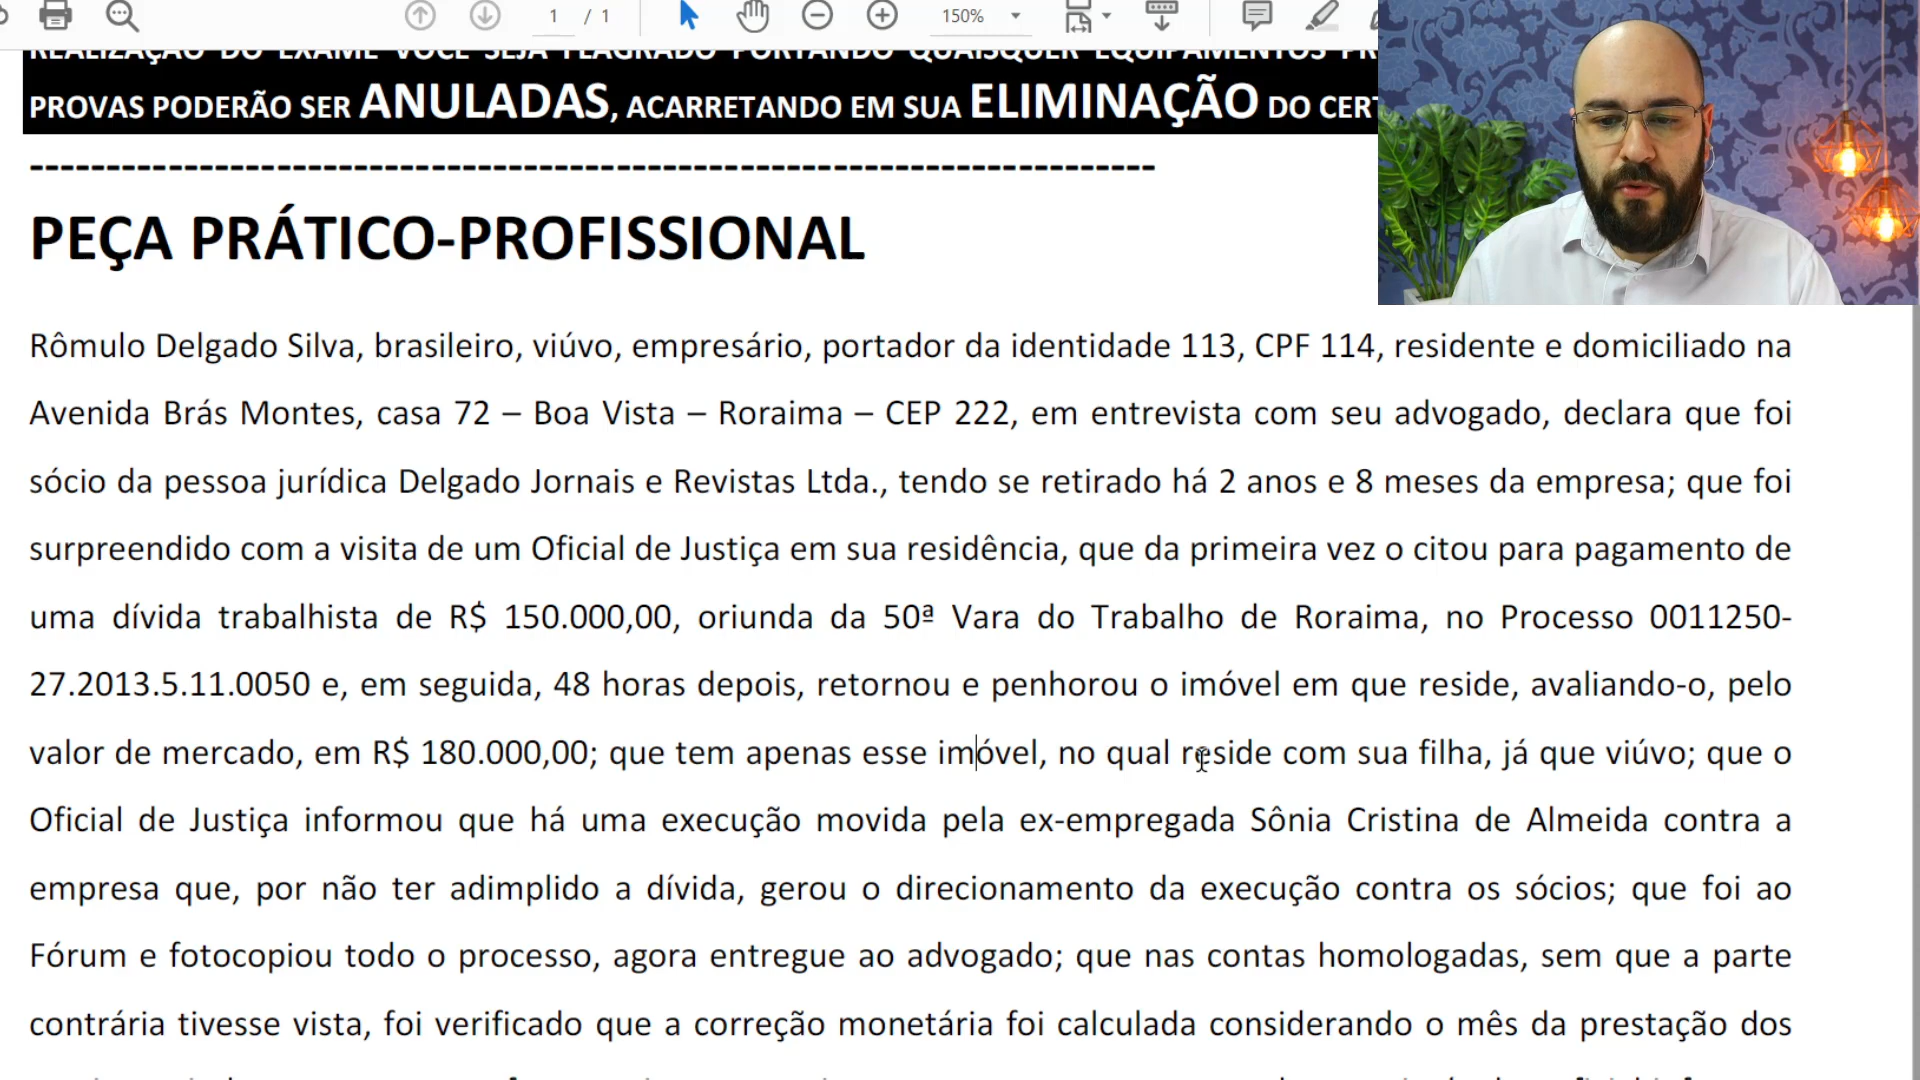 1 / 1 150%
REALIZAÇÃO DO EXAME VOCÊ SEJA FLAGRADO PORTANDO QUAISQUER EQUIPAMENTOS
PROVAS PODERÃO SER ANULADAS, ACARRETANDO EM SUA ELIMINAÇÃO DO CERT
--------------------------------------------------------------------------
PEÇA PRÁTICO-PROFISSIONAL
Rômulo Delgado Silva, brasileiro, viúvo, empresário, portador da identidade 113, CPF 114, residente e domiciliado na
Avenida Brás Montes, casa 72 – Boa Vista – Roraima – CEP 222, em entrevista com seu advogado, declara que foi
sócio da pessoa jurídica Delgado Jornais e Revistas Ltda., tendo se retirado há 2 anos e 8 meses da empresa; que foi
surpreendido com a visita de um Oficial de Justiça em sua residência, que da primeira vez o citou para pagamento de
uma dívida trabalhista de R$ 150.000,00, oriunda da 50ª Vara do Trabalho de Roraima, no Processo 0011250-
27.2013.5.11.0050 e, em seguida, 48 horas depois, retornou e penhorou o imóvel em que reside, avaliando-o, pelo
valor de mercado, em R$ 180.000,00; que tem apenas esse imóvel, no qual reside com sua filha, já que viúvo; que o
Oficial de Justiça informou que há uma execução movida pela ex-empregada Sônia Cristina de Almeida contra a
empresa que, por não ter adimplido a dívida, gerou o direcionamento da execução contra os sócios; que foi ao
Fórum e fotocopiou todo o processo, agora entregue ao advogado; que nas contas homologadas, sem que a parte
contrária tivesse vista, foi verificado que a correção monetária foi calculada considerando o mês da prestação dos